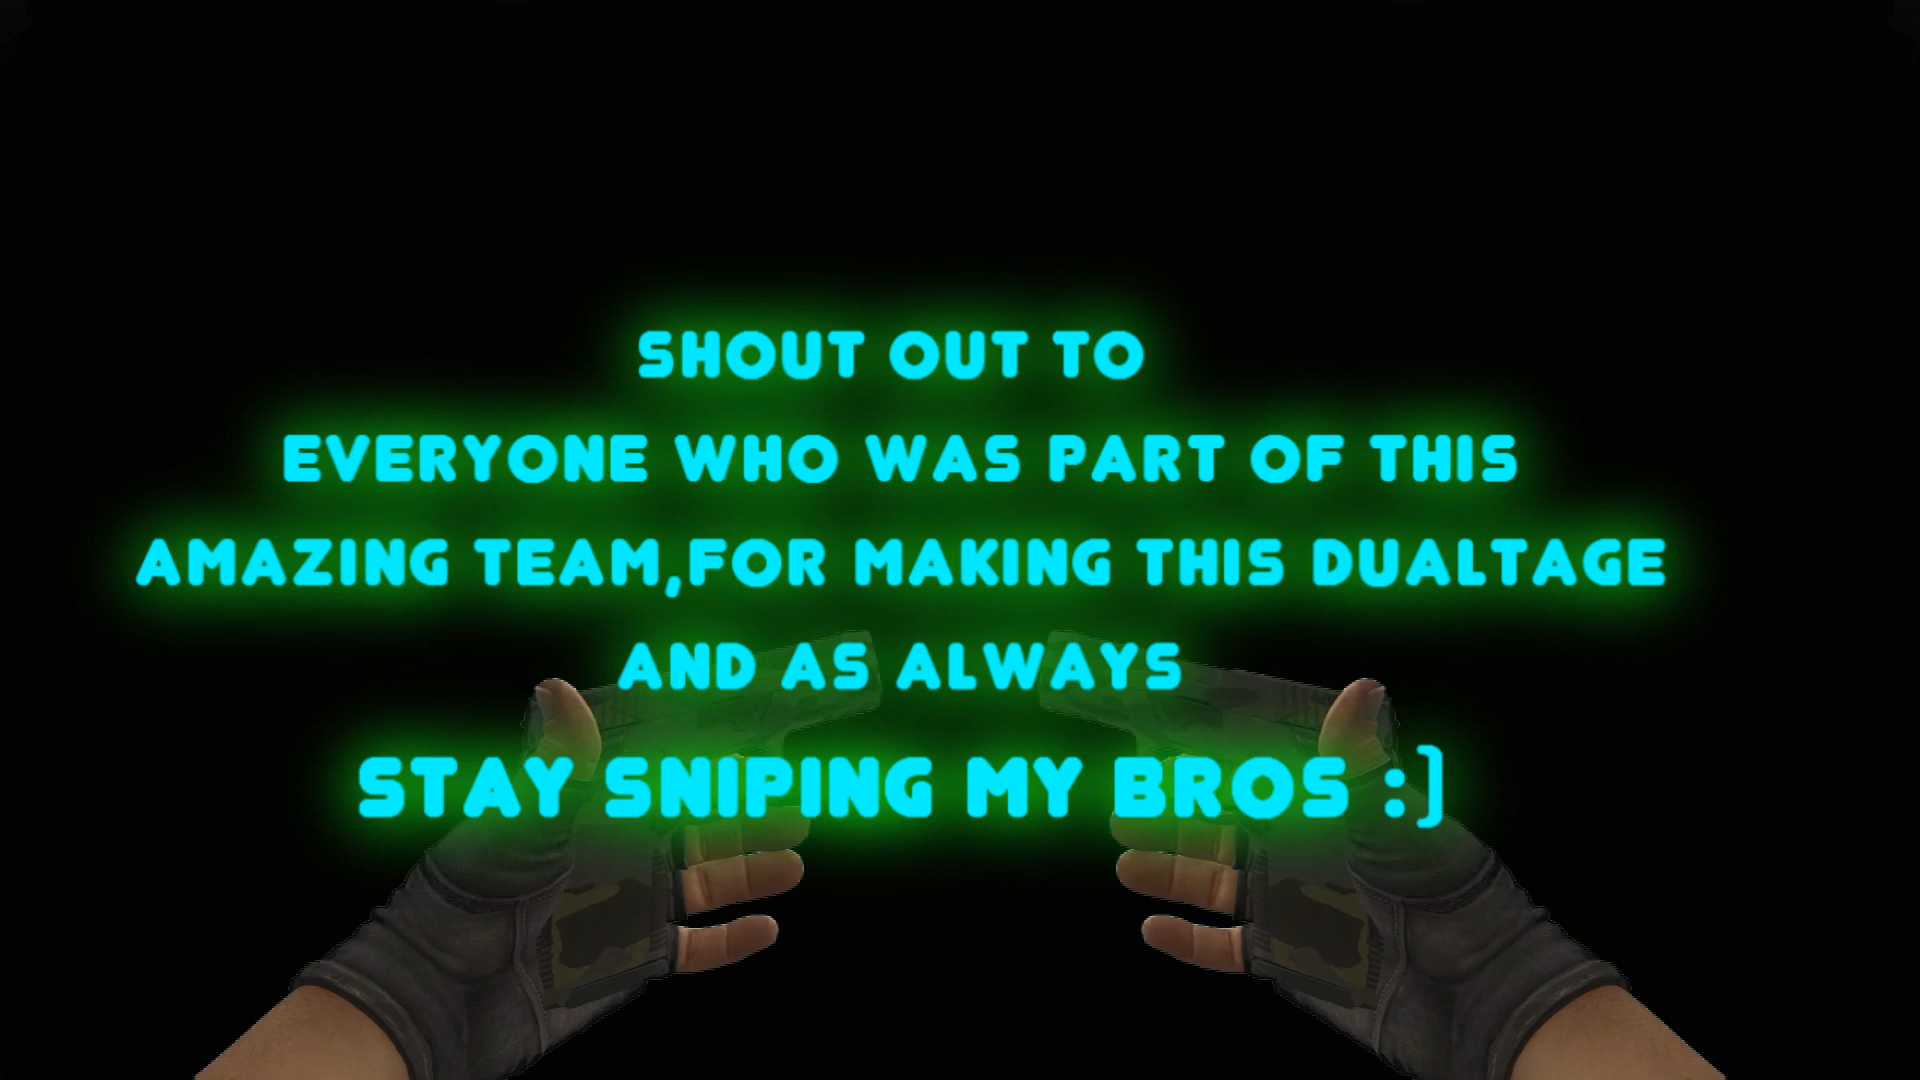 SHOUT OUT TO
EVERYONE WHO WAS PART OF THIS
AMAZING TEAM,FOR MAKING THIS DUALTAGE
AND AS ALWAYS
STAY SNIPING MY BROS :)